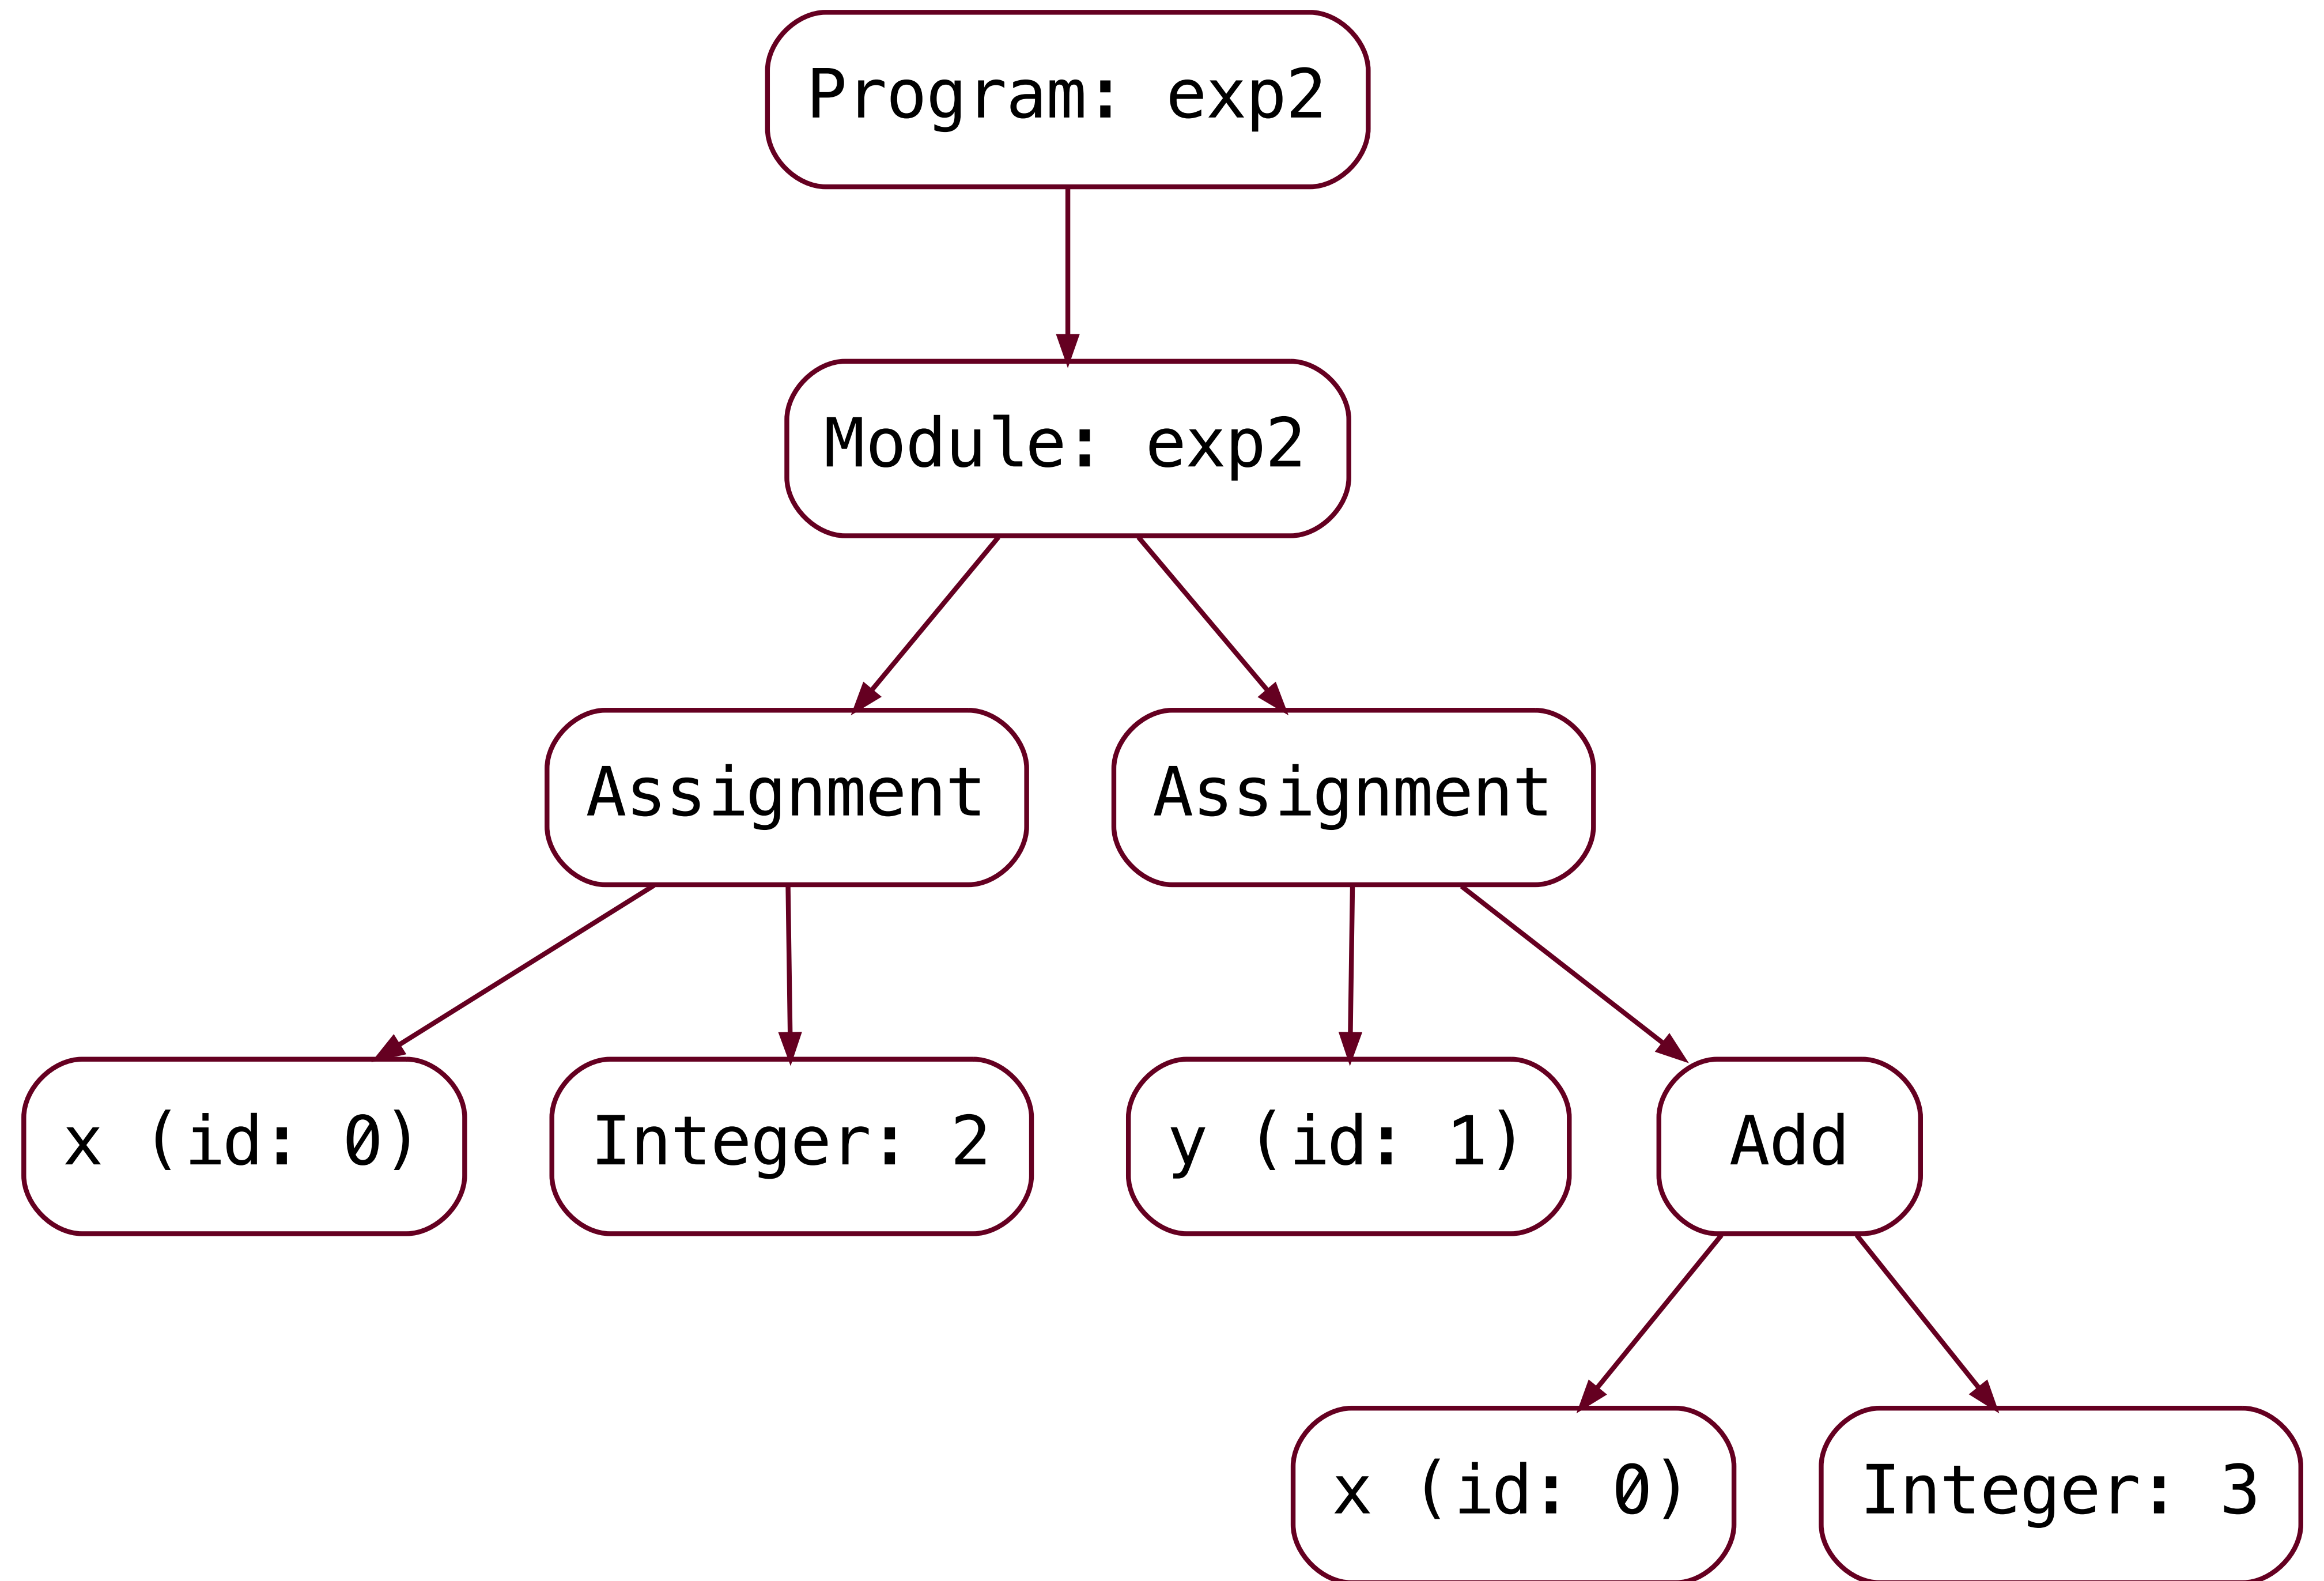 Program: exp2
Module: exp2
Assignment
Assignment
x (id: 0)
Integer: 2
y (id: 1)
Add
x (id: 0)
Integer: 3